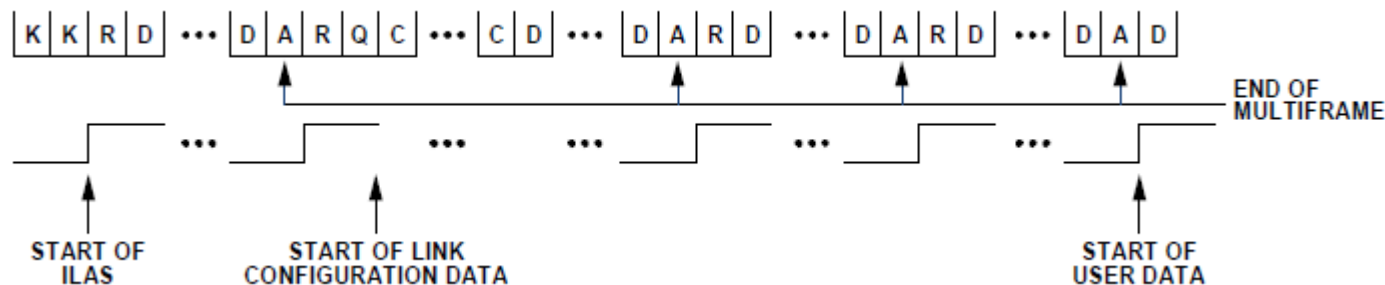 K K R D ••• D A R Q C ••• C D ••• D A R D ••• D A R D ••• D A D
END OF
MULTIFRAME
••• ••• ••• ••• •••
START OF
ILAS
START OF LINK
CONFIGURATION DATA
START OF
USER DATA